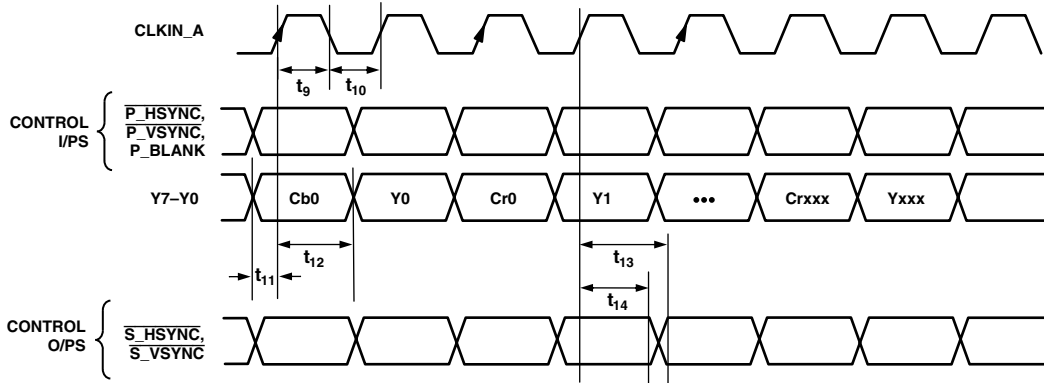 CLKIN_A
t9
t10
CONTROL
I/PS
P_HSYNC,
P_VSYNC,
P_BLANK
Y7–Y0
Cb0
Y0
Cr0
Y1
•••
Crxxx
Yxxx
t12
t13
t11
t14
CONTROL
O/PS
S_HSYNC,
S_VSYNC